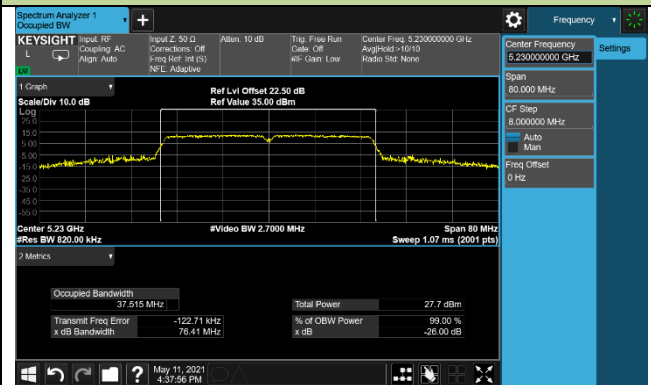 Spectrum Analyzer 1
Occupied BW
Frequency
KEYSIGHT
L
Input: RF
Coupling: AC
Align: Auto
Input Z: 50 Ω
Corrections: Off
Freq Ref: Int (S)
NFE: Adaptive
Atten: 10 dB
Trig: Free Run
Gate: Off
#IF Gain: Low
Center Freq: 5.230000000 GHz
Avg|Hold:>10/10
Radio Std: None
Center Frequency
5.230000000 GHz
Settings
Span
80.000 MHz
CF Step
8.000000 MHz
Auto
Man
Freq Offset
0 Hz
1 Graph
Scale/Div 10.0 dB
Ref Lvl Offset 22.50 dB
Ref Value 35.00 dBm
Log
25.0
15.0
5.00
-5.00
-15.0
-25.0
-35.0
-45.0
-55.0
Center 5.23 GHz
#Res BW 820.00 kHz
#Video BW 2.7000 MHz
Span 80 MHz
Sweep 1.07 ms (2001 pts)
2 Metrics
Occupied Bandwidth
37.515 MHz
Total Power
27.7 dBm
Transmit Freq Error
-122.71 kHz
% of OBW Power
99.00 %
x dB Bandwidth
76.41 MHz
x dB
-26.00 dB
?
May 11, 2021
4:37:56 PM